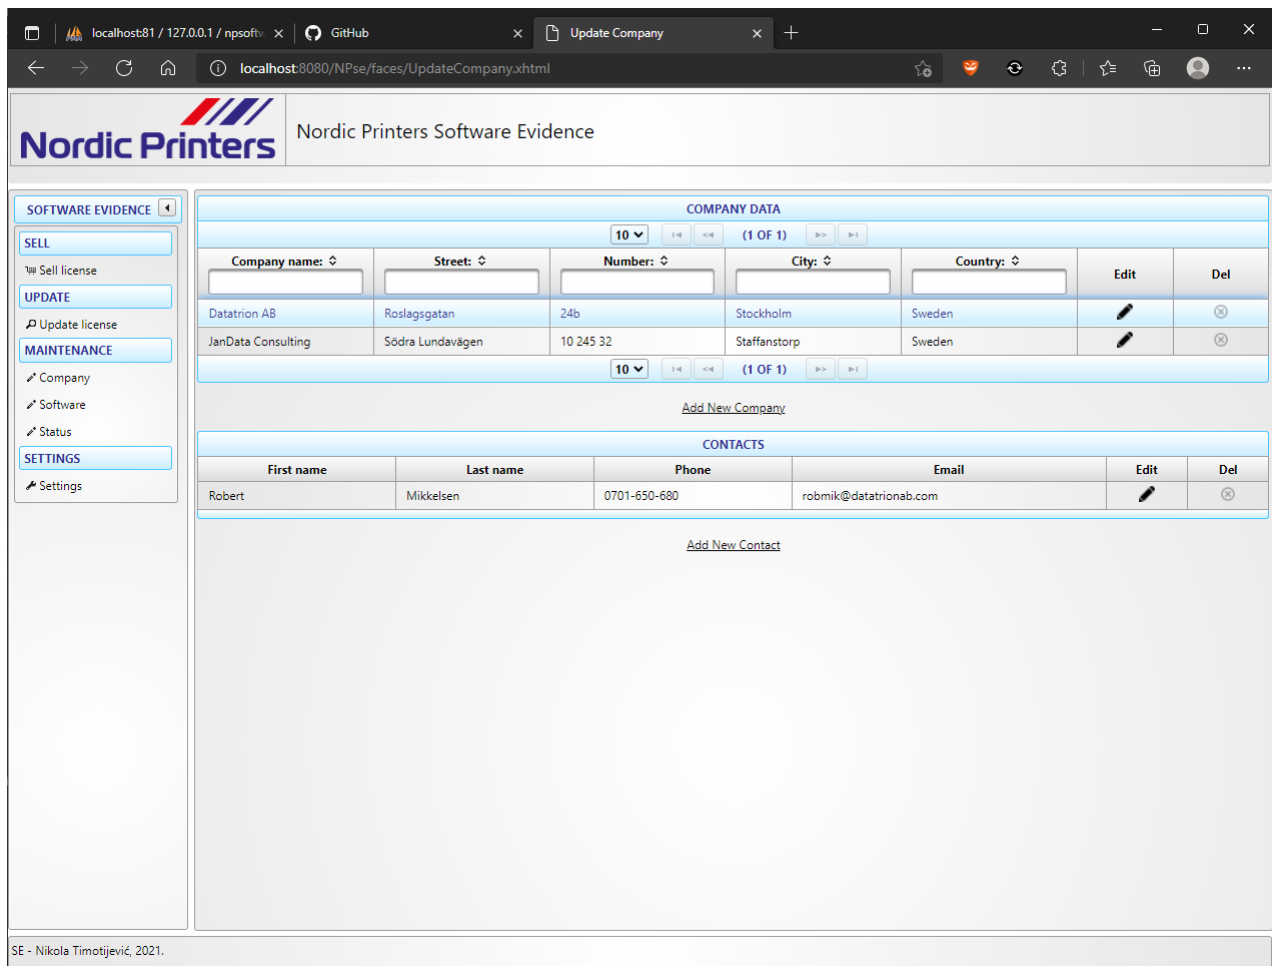 localhost:81 / 127.0.0.1 / npsoftw
GitHub
Update Company
localhost:8080/NPse/faces/UpdateCompany.xhtml
Nordic Printers
Nordic Printers Software Evidence
SOFTWARE EVIDENCE
SELL
Sell license
UPDATE
Update license
MAINTENANCE
Company
Software
Status
SETTINGS
Settings
COMPANY DATA
10 (1 OF 1)
Company name: Street: Number: City: Country: Edit Del
Datatrion AB Roslagsgatan 24b Stockholm Sweden
JanData Consulting Södra Lundavägen 10 245 32 Staffanstorp Sweden
10 (1 OF 1)
Add New Company
CONTACTS
First name Last name Phone Email Edit Del
Robert Mikkelsen 0701-650-680 robmik@datatrionab.com
Add New Contact
SE - Nikola Timotijević, 2021.